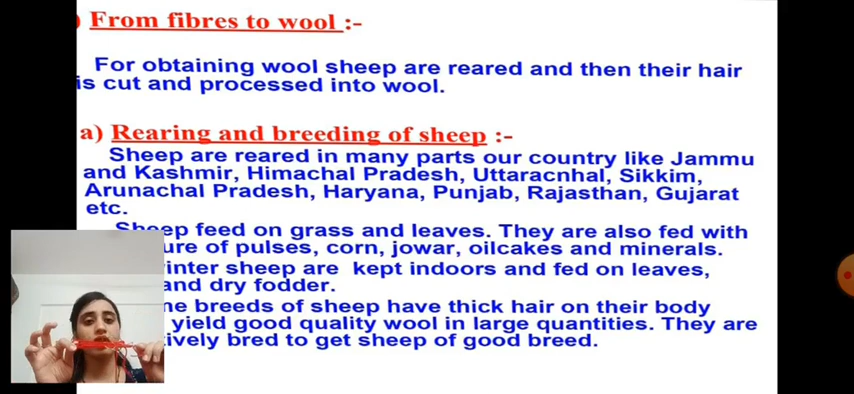 ) From fibres to wool :-
For obtaining wool sheep are reared and then their hair
is cut and processed into wool.
a) Rearing and breeding of sheep :-
Sheep are reared in many parts our country like Jammu
and Kashmir, Himachal Pradesh, Uttaracnhal, Sikkim,
Arunachal Pradesh, Haryana, Punjab, Rajasthan, Gujarat
etc.
Sheep feed on grass and leaves. They are also fed with
ure of pulses, corn, jowar, oilcakes and minerals.
inter sheep are kept indoors and fed on leaves,
and dry fodder.
ne breeds of sheep have thick hair on their body
yield good quality wool in large quantities. They are
tively bred to get sheep of good breed.